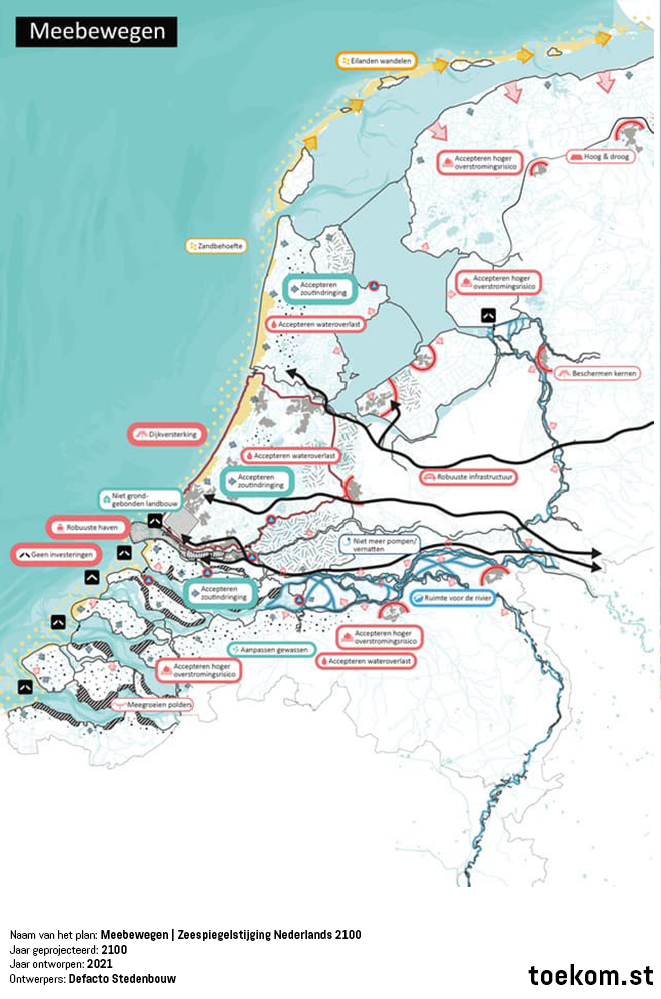 Meebewegen
Eilanden wandelen
Accepteren hoger
overstromingsrisico
Hoog & droog
Zandbehoefte
Accepteren
zoutindringing
Accepteren hoger
overstromingsrisico
Accepteren wateroverlast
Beschermen kernen
Dijkversterking
Accepteren wateroverlast
Accepteren
zoutindringing
Robuuste infrastructuur
Niet grond-
gebonden landbouw
Robuuste haven
Geen investeringen
Niet meer pompen/
vernatten
Accepteren
zoutindringing
Ruimte voor de rivier
Accepteren hoger
overstromingsrisico
Aanpassen gewassen
Accepteren wateroverlast
Accepteren hoger
overstromingsrisico
Meegroeien polders
Naam van het plan: Meebewegen | Zeespiegelstijging Nederlands 2100
Jaar geprojecteerd: 2100
Jaar ontworpen: 2021
Ontwerpers: Defacto Stedenbouw
toekom.st